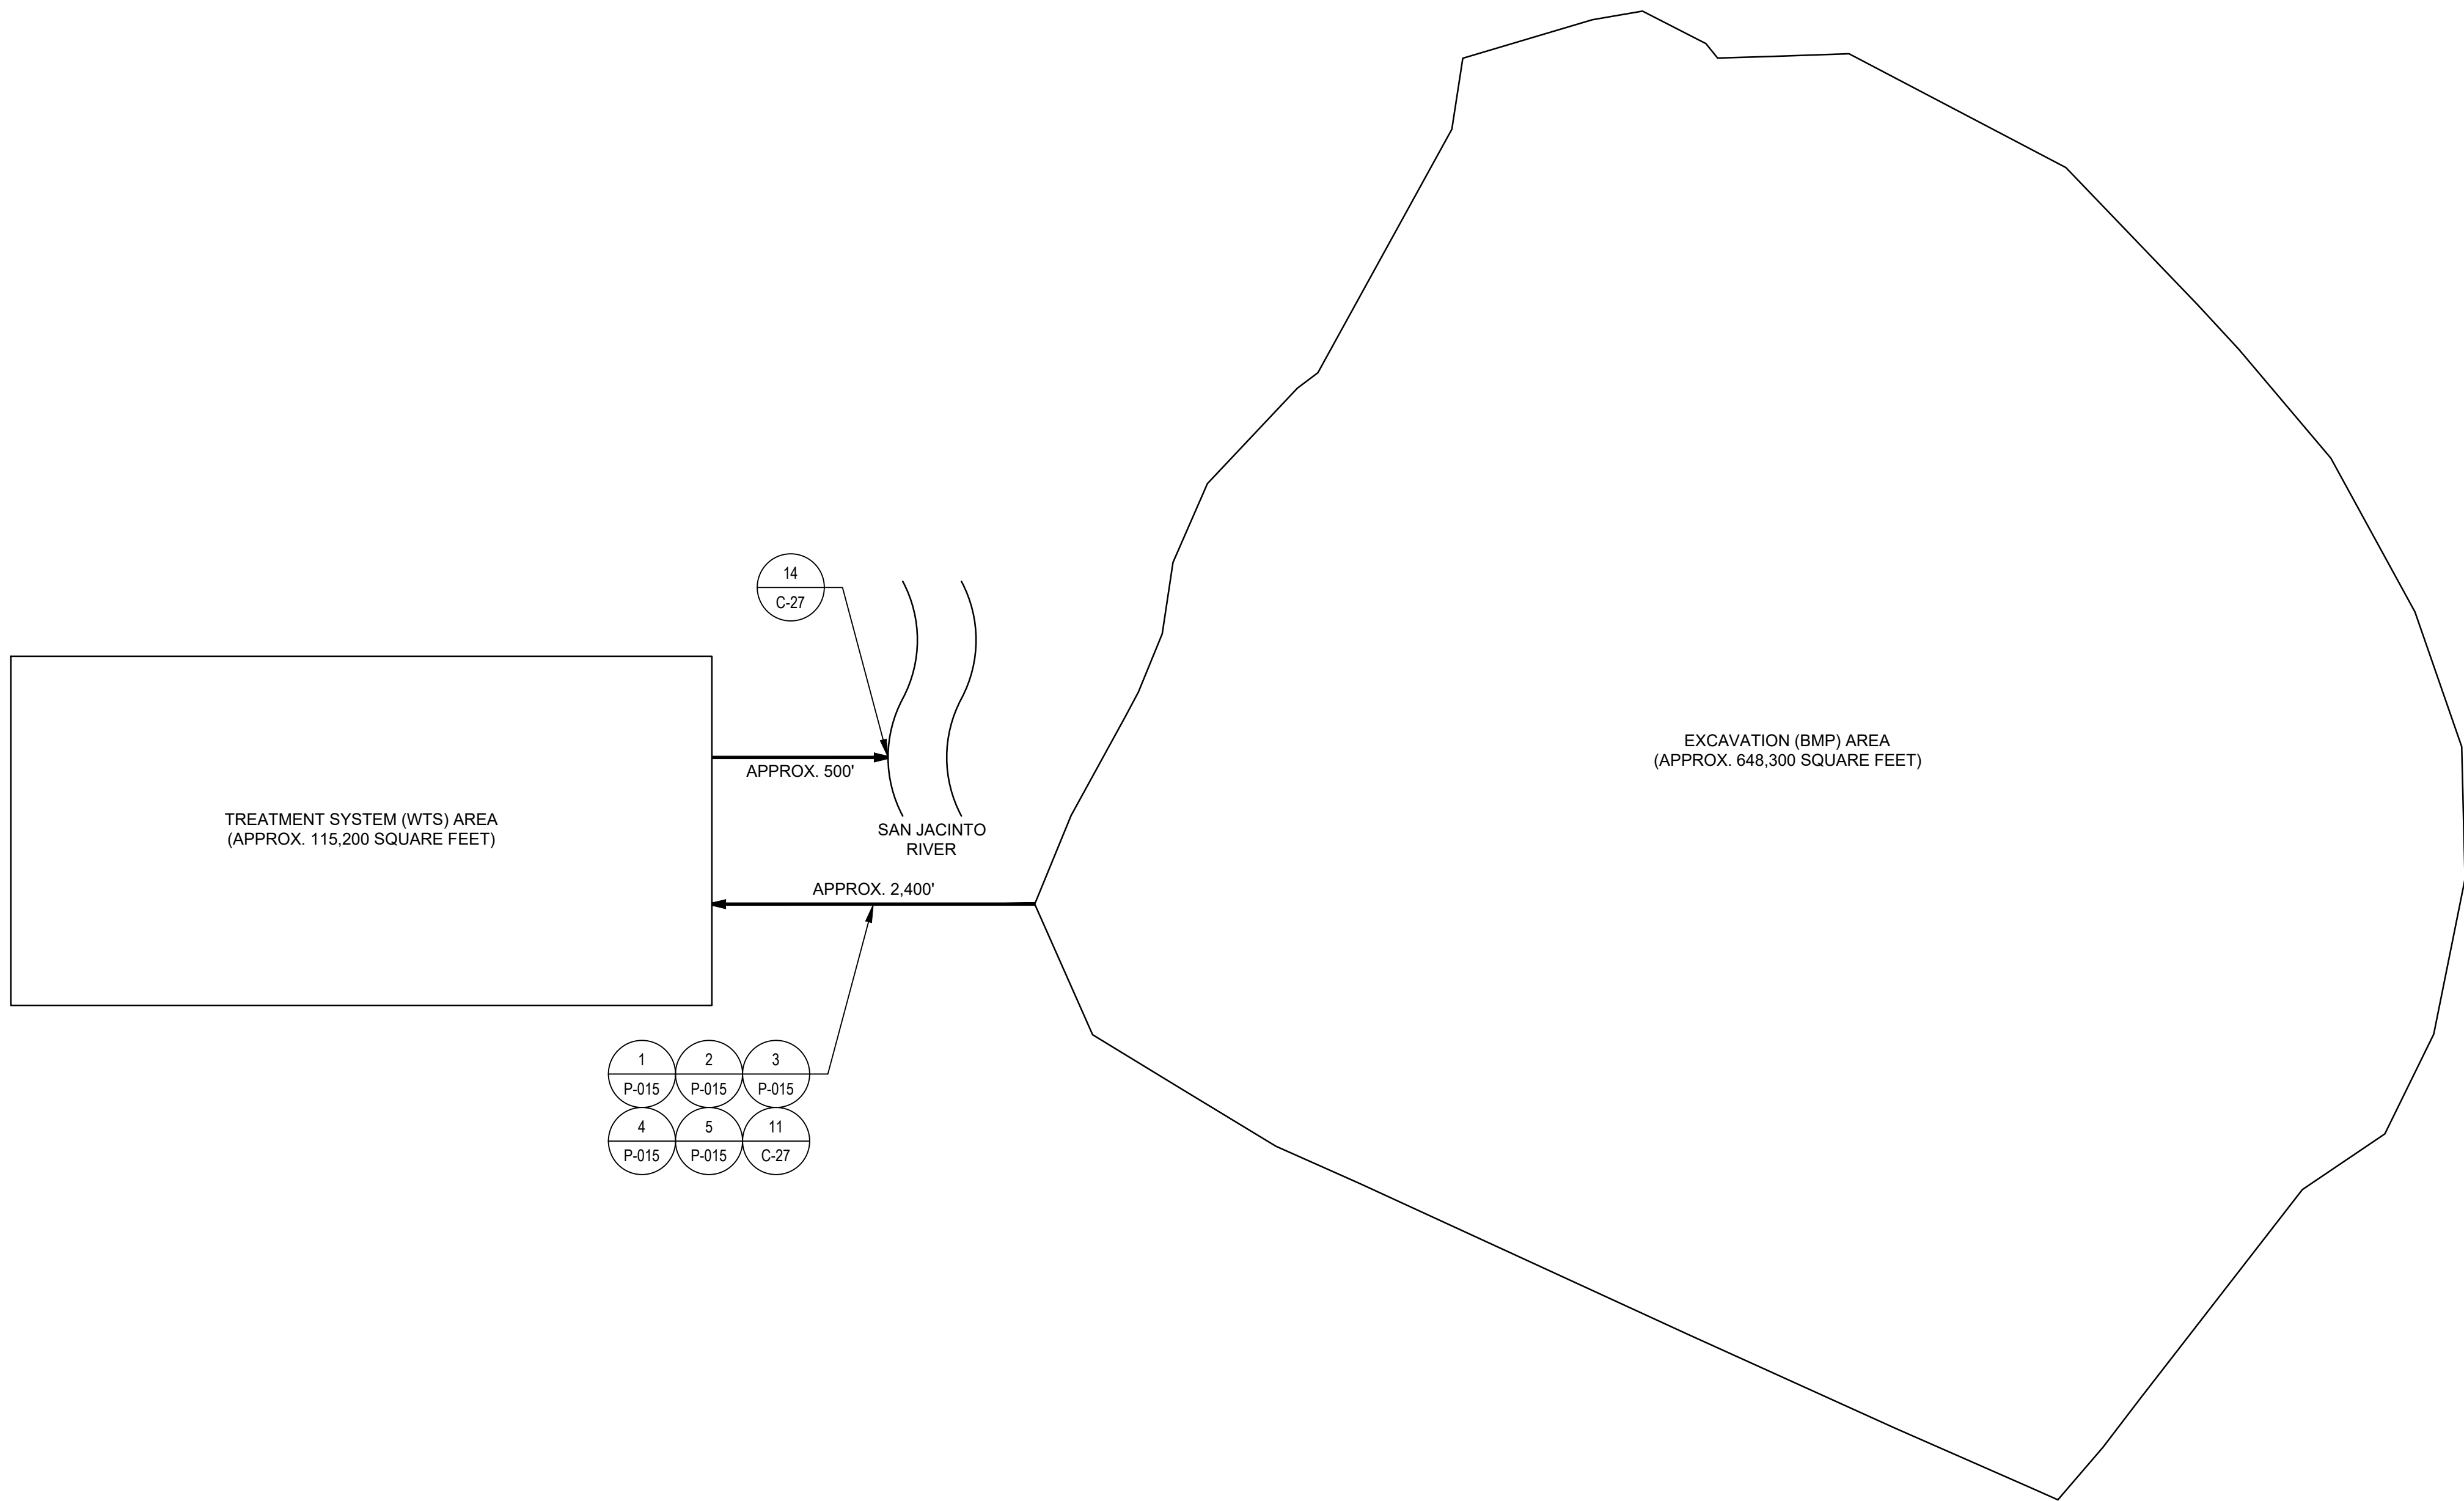 14
C-27
EXCAVATION (BMP) AREA
(APPROX. 648,300 SQUARE FEET)
APPROX. 500'
TREATMENT SYSTEM (WTS) AREA
(APPROX. 115,200 SQUARE FEET)
SAN JACINTO
RIVER
APPROX. 2,400'
1 2 3
P-015 P-015 P-015
4 5 11
P-015 P-015 C-27